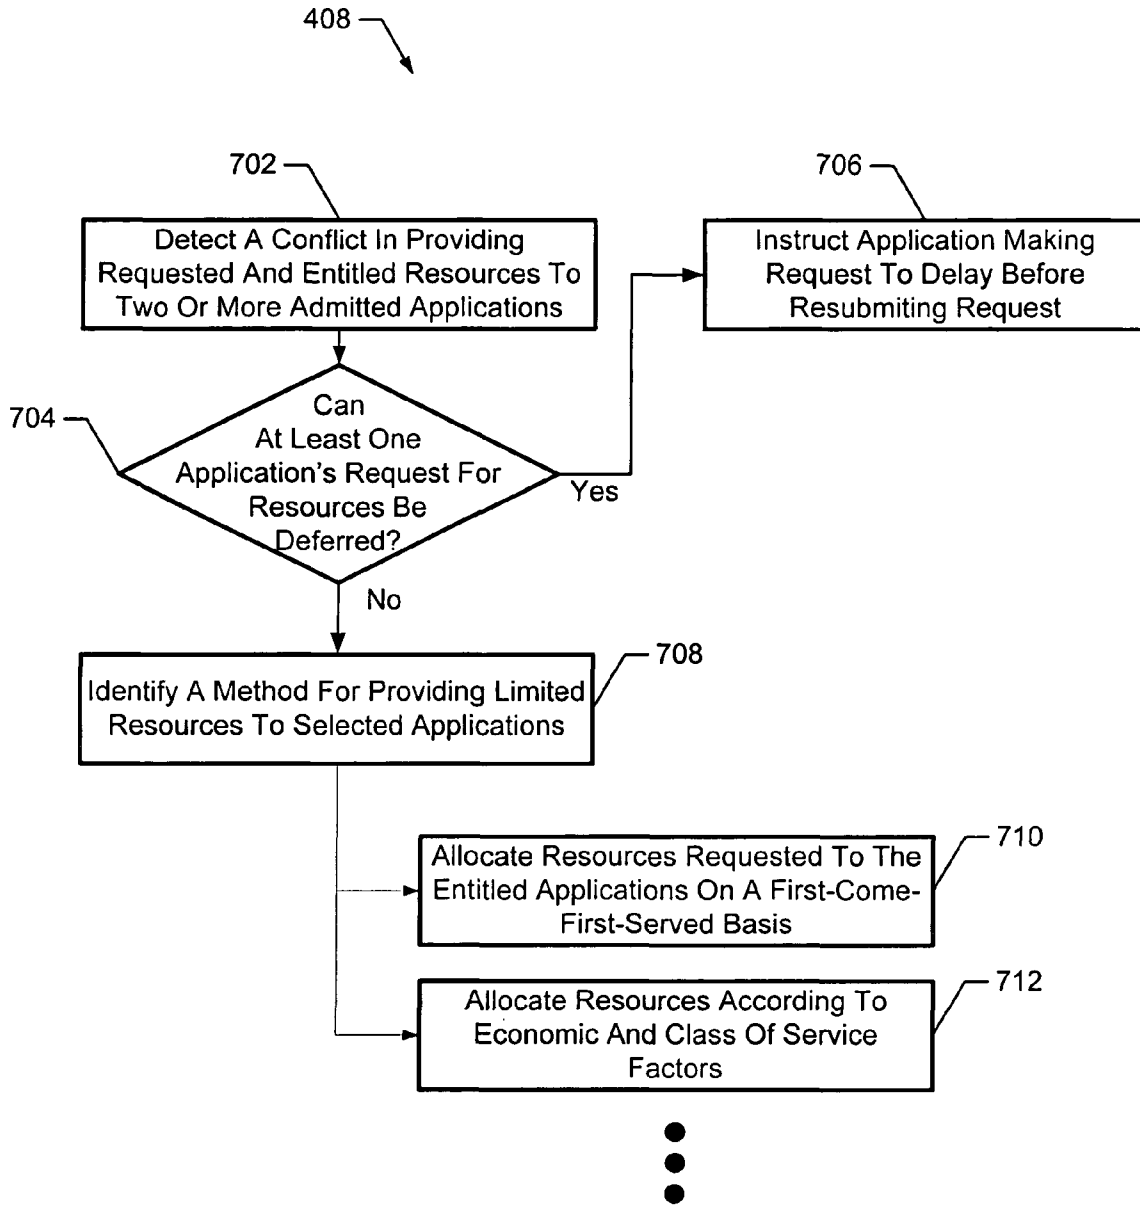 408
702
Detect A Conflict In Providing
Requested And Entitled Resources To
Two Or More Admitted Applications
706
Instruct Application Making
Request To Delay Before
Resubmiting Request
704
Can
At Least One
Application's Request For
Resources Be
Deferred?
Yes
No
708
Identify A Method For Providing Limited
Resources To Selected Applications
710
Allocate Resources Requested To The
Entitled Applications On A First-Come-
First-Served Basis
712
Allocate Resources According To
Economic And Class Of Service
Factors